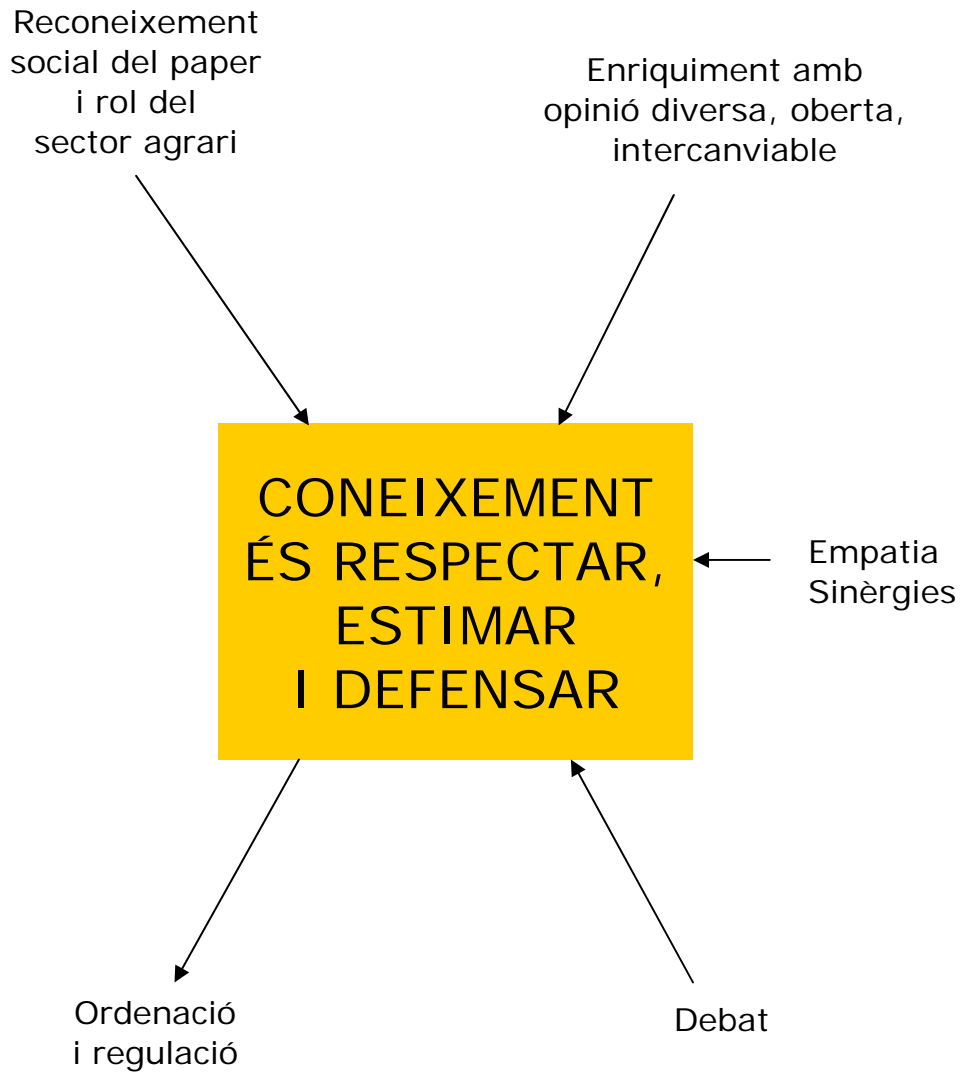 Reconeixement
social del paper
i rol del
sector agrari
Enriquiment amb
opinió diversa, oberta,
intercanviable
CONEIXEMENT
ÉS RESPECTAR,
ESTIMAR
I DEFENSAR
Empatia
Sinèrgies
Ordenació
i regulació
Debat